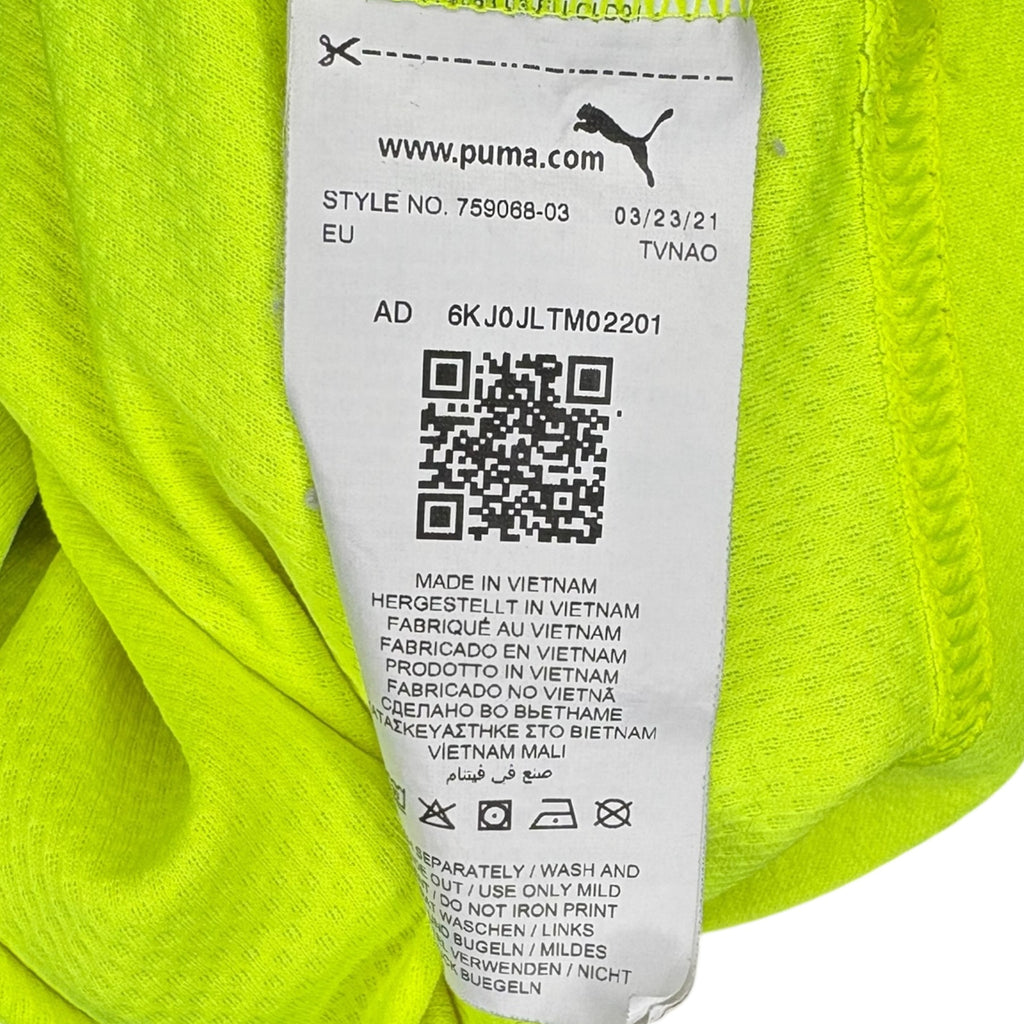 www.puma.com
STYLE NO. 759068-03 03/23/21
EU TVNAO
AD 6KJ0JLTM02201
MADE IN VIETNAM
HERGESTELLT IN VIETNAM
FABRIQUÉ AU VIETNAM
FABRICADO EN VIETNAM
PRODOTTO IN VIETNAM
FABRICADO NO VIETNÃ
СДЕЛАНО ВО ВЬЕТНАМЕ
ΑΤΑΣΚΕΥΑΣΤΗΚΕ ΣΤΟ ΒΙΕΤΝΑΜ
VİETNAM MALI
صنع في فيتنام
SEPARATELY / WASH AND
OUT / USE ONLY MILD
/ DO NOT IRON PRINT
WASCHEN / LINKS
BUGELN / MILDES
VERWENDEN / NICHT
BUEGELN